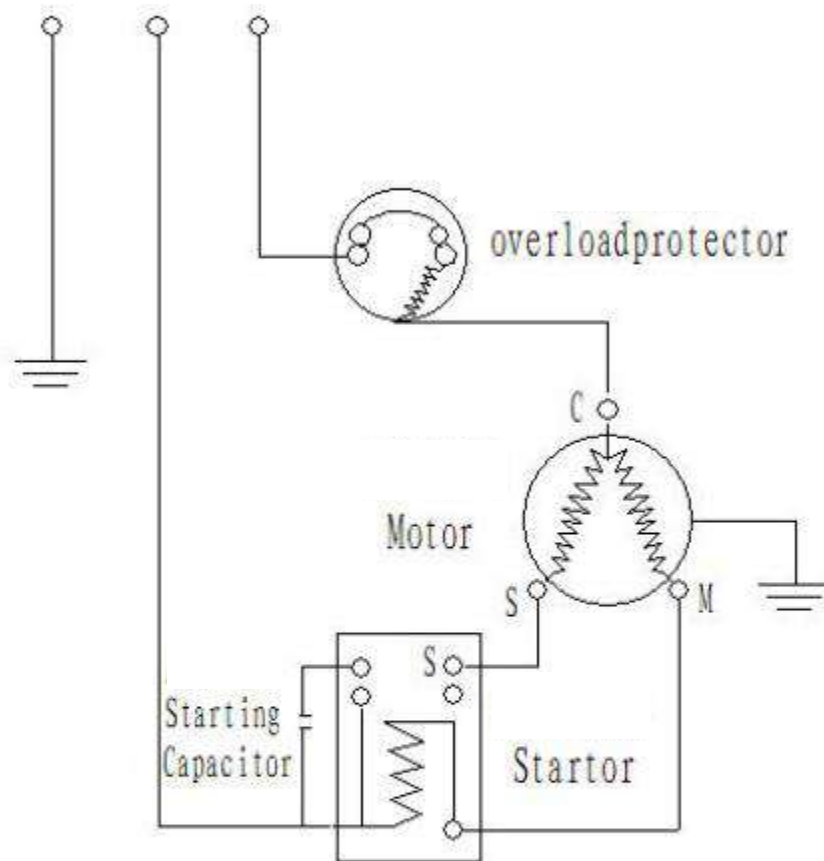 overloadprotector
C
Motor
S
M
S
Starting
Capacitor
Startor